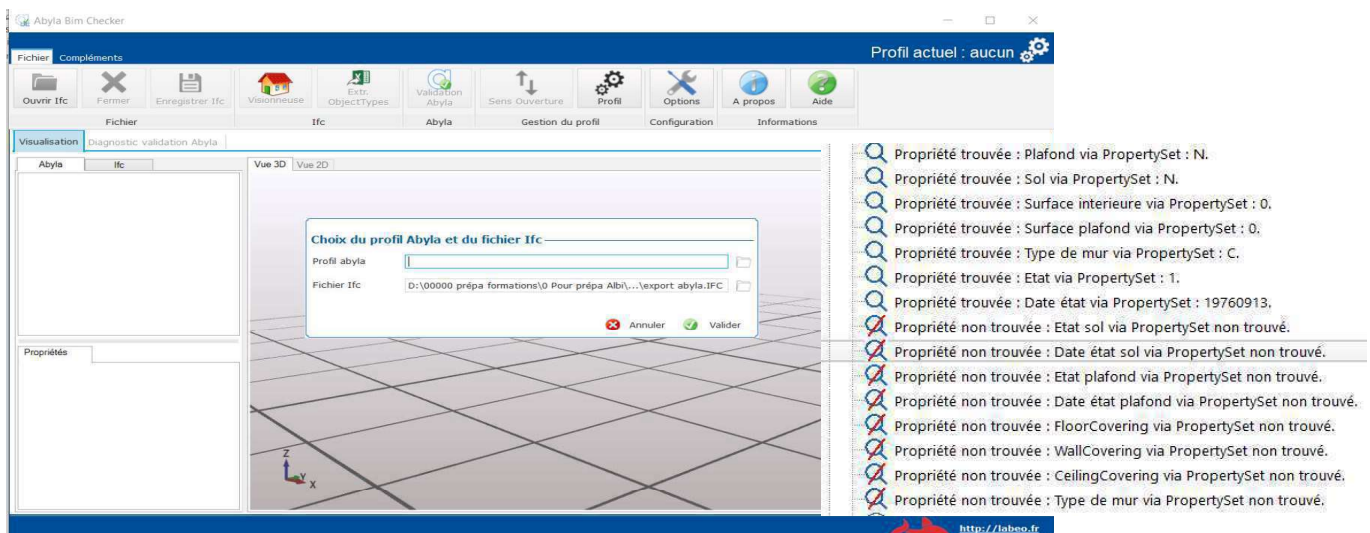 Abyla Bim Checker
Fichier Compléments
Profil actuel : aucun
Ouvrir Ifc
Fermer
Enregistrer Ifc
Visionneuse
Extr.
ObjectTypes
Validation
Abyla
Sens Ouverture
Profil
Options
A propos
Aide
Fichier
Ifc
Abyla
Gestion du profil
Configuration
Informations
Visualisation Diagnostic validation Abyla
Abyla Ifc
Vue 3D Vue 2D
Choix du profil Abyla et du fichier Ifc
Profil abyla
Fichier Ifc D:\00000 prépa formations\0 Pour prépa Albi\...\export abyla.IFC
Annuler Valider
Propriétés
Z
Y
X
http://labeo.fr
Propriété trouvée : Plafond via PropertySet : N.
Propriété trouvée : Sol via PropertySet : N.
Propriété trouvée : Surface interieure via PropertySet : 0.
Propriété trouvée : Surface plafond via PropertySet : 0.
Propriété trouvée : Type de mur via PropertySet : C.
Propriété trouvée : Etat via PropertySet : 1.
Propriété trouvée : Date état via PropertySet : 19760913.
Propriété non trouvée : Etat sol via PropertySet non trouvé.
Propriété non trouvée : Date état sol via PropertySet non trouvé.
Propriété non trouvée : Etat plafond via PropertySet non trouvé.
Propriété non trouvée : Date état plafond via PropertySet non trouvé.
Propriété non trouvée : FloorCovering via PropertySet non trouvé.
Propriété non trouvée : WallCovering via PropertySet non trouvé.
Propriété non trouvée : CeilingCovering via PropertySet non trouvé.
Propriété non trouvée : Type de mur via PropertySet non trouvé.